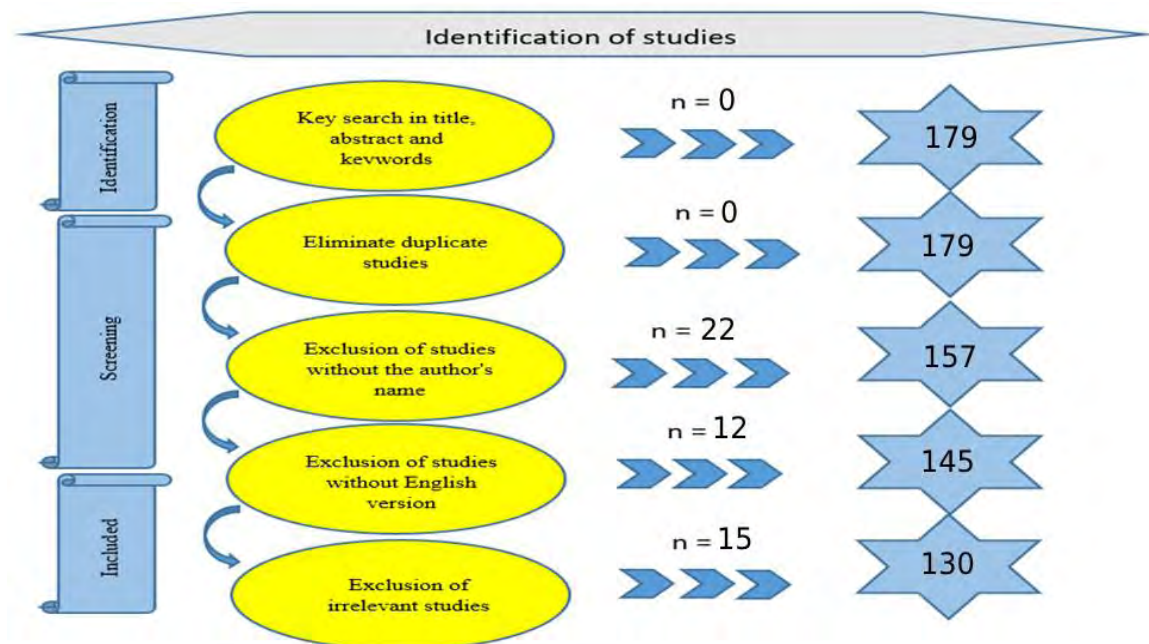 Identification of studies
Identification
Key search in title,
abstract and
kevwords
n = 0
179
Screening
Eliminate duplicate
studies
n = 0
179
Exclusion of studies
without the author's
name
n = 22
157
Exclusion of studies
without English
version
n = 12
145
Included
Exclusion of
irrelevant studies
n = 15
130